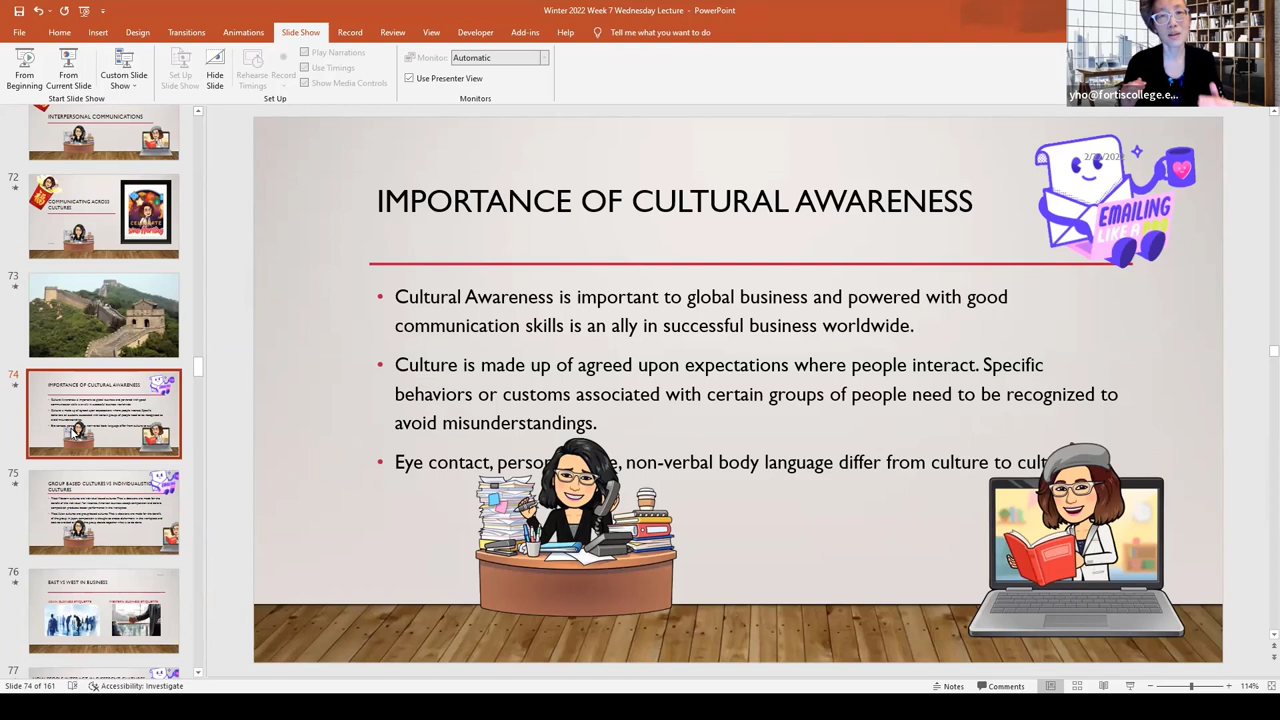 Winter 2022 Week 7 Wednesday Lecture - PowerPoint
File Home Insert Design Transitions Animations Slide Show Record Review View Developer Add-ins Help Tell me what you want to do
From Beginning
From Current Slide
Custom Slide Show
Set Up Slide Show
Hide Slide
Rehearse Timings
Record
Play Narrations
Use Timings
Show Media Controls
Monitor: Automatic
Use Presenter View
Start Slide Show
Set Up
Monitors
yho@fortiscollege.e...
INTERPERSONAL COMMUNICATIONS
72
COMMUNICATING ACROSS
CULTURES
73
74
IMPORTANCE OF CULTURAL AWARENESS
75
GROUP BASED CULTURES VS INDIVIDUALISTIC
76
EAST VS WEST IN BUSINESS
77
IMPORTANCE OF CULTURAL AWARENESS
EMAILING
LIKE A
• Cultural Awareness is important to global business and powered with good
communication skills is an ally in successful business worldwide.
• Culture is made up of agreed upon expectations where people interact. Specific
behaviors or customs associated with certain groups of people need to be recognized to
avoid misunderstandings.
• Eye contact, non-verbal body language differ from culture to
Slide 74 of 161 Accessibility: Investigate Notes Comments 114%